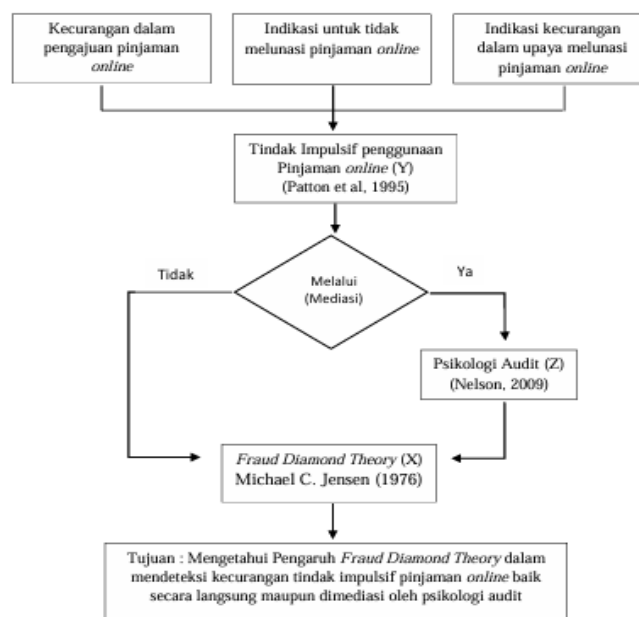 Kecurangan dalam
pengajuan pinjaman
online
Indikasi untuk tidak
melunasi pinjaman online
Indikasi kecurangan
dalam upaya melunasi
pinjaman online
Tindak Impulsif penggunaan
Pinjaman online (Y)
(Patton et al, 1995)
Tidak
Melalui
(Mediasi)
Ya
Psikologi Audit (Z)
(Nelson, 2009)
Fraud Diamond Theory (X)
Michael C. Jensen (1976)
Tujuan : Mengetahui Pengaruh Fraud Diamond Theory dalam
mendeteksi kecurangan tindak impulsif pinjaman online baik
secara langsung maupun dimediasi oleh psikologi audit